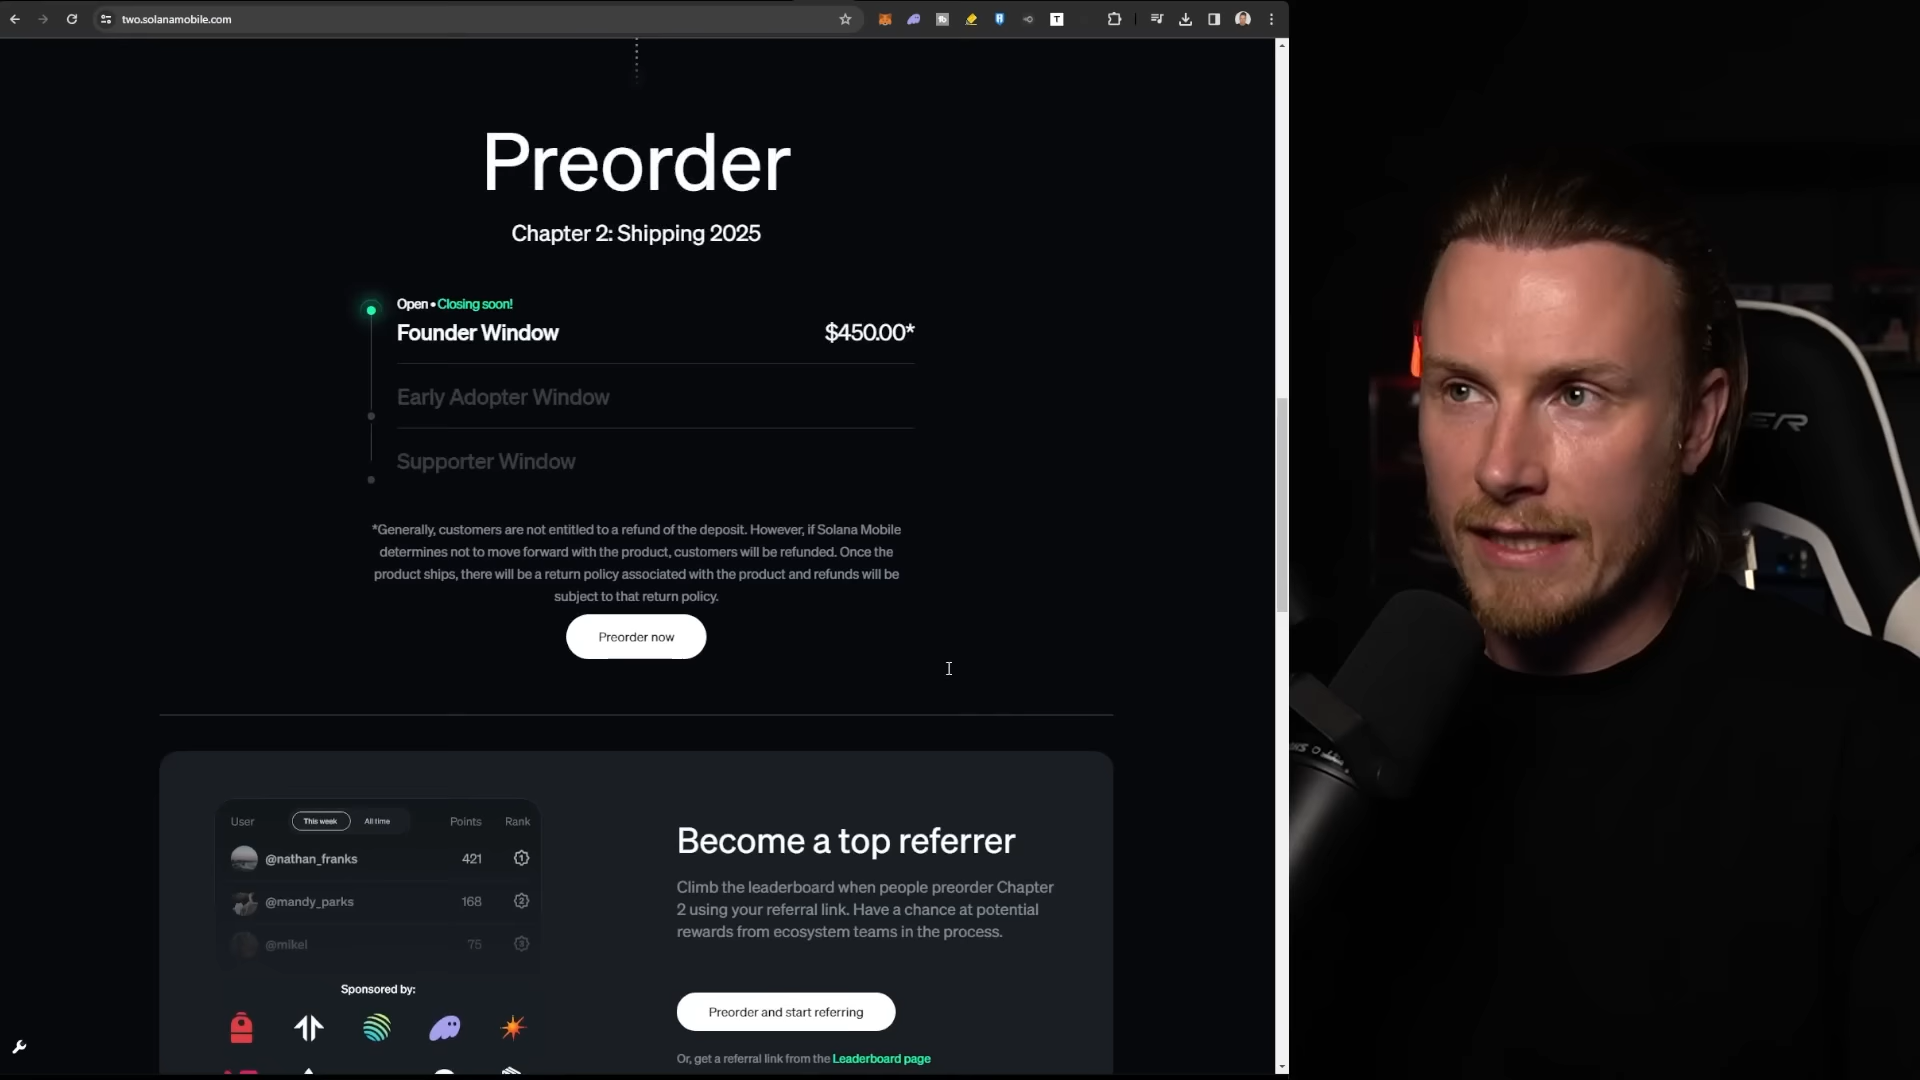 two.solanamobile.com
T
Preorder
Chapter 2: Shipping 2025
Open • Closing soon!
Founder Window
$450.00*
Early Adopter Window
Supporter Window
*Generally, customers are not entitled to a refund of the deposit. However, if Solana Mobile
determines not to move forward with the product, customers will be refunded. Once the
product ships, there will be a return policy associated with the product and refunds will be
subject to that return policy.
Preorder now
User
This week
All time
Points
Rank
@nathan_franks
421
1
@mandy_parks
168
2
@mikel
75
3
Sponsored by:
Become a top referrer
Climb the leaderboard when people preorder Chapter
2 using your referral link. Have a chance at potential
rewards from ecosystem teams in the process.
Preorder and start referring
Or, get a referral link from the Leaderboard page